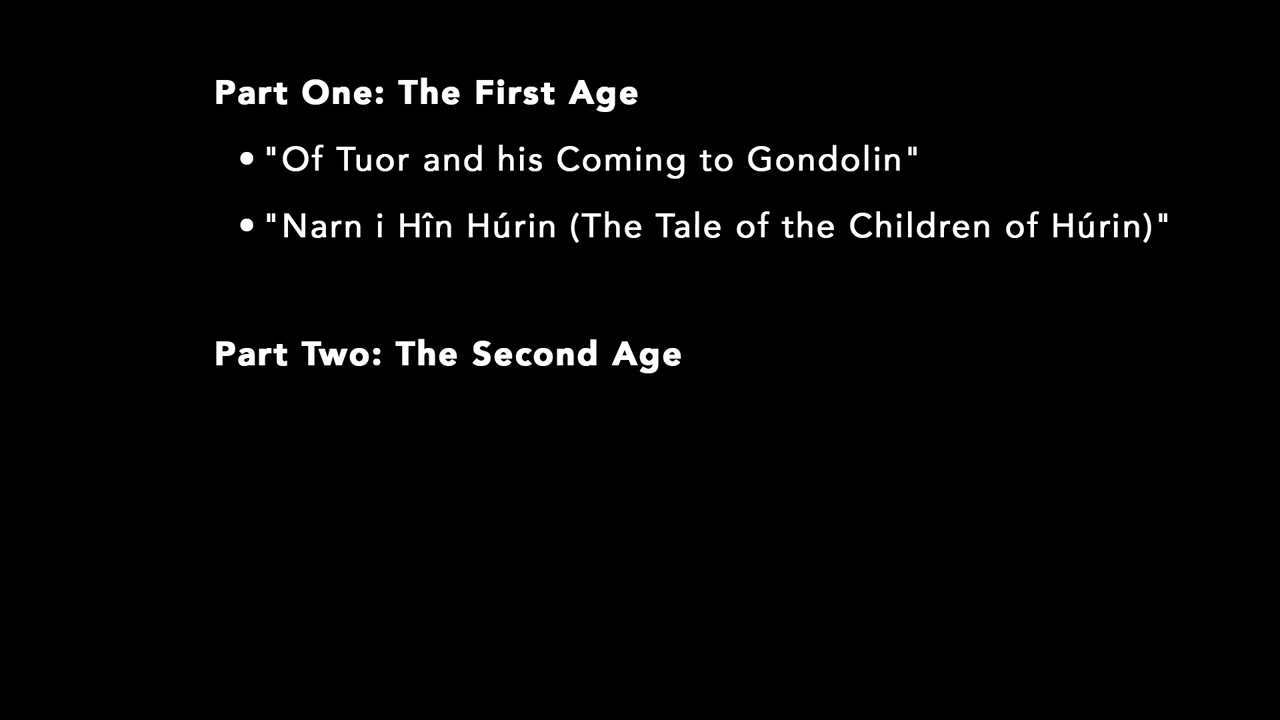 Part One: The First Age
• "Of Tuor and his Coming to Gondolin"
• "Narn i Hîn Húrin (The Tale of the Children of Húrin)"
Part Two: The Second Age